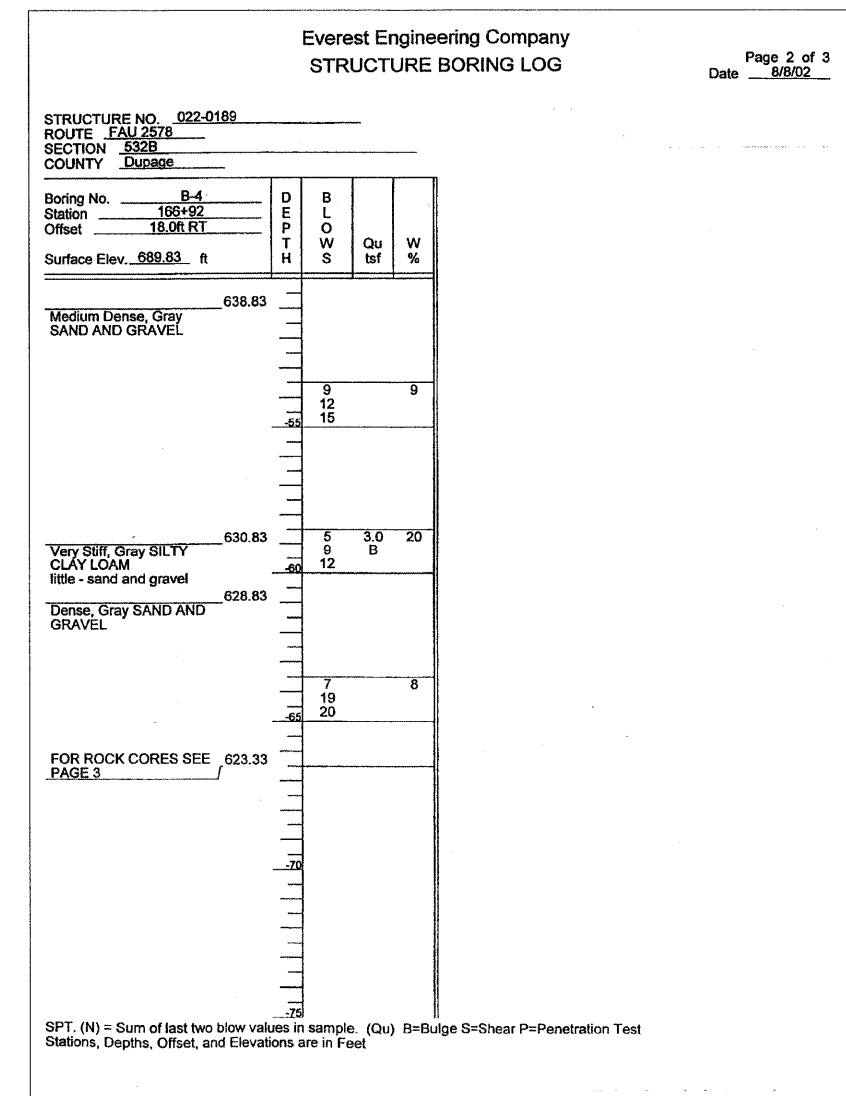 Everest Engineering Company
STRUCTURE BORING LOG
Page 2 of 3
Date 8/8/02
STRUCTURE NO. 022-0189
ROUTE FAU 2578
SECTION 532B
COUNTY Dupage
Boring No. B-4
Station 166+92
Offset 18.0ft RT
Surface Elev. 689.83 ft
DEPTH
BLOWS
Qu tsf
W %
638.83
Medium Dense, Gray
SAND AND GRAVEL
9 9
12
-55 15
630.83 5 3.0 20
Very Stiff, Gray SILTY 9 B
CLAY LOAM -60 12
little - sand and gravel
628.83
Dense, Gray SAND AND
GRAVEL
7 8
19
-65 20
FOR ROCK CORES SEE 623.33
PAGE 3
-70
-75
SPT. (N) = Sum of last two blow values in sample. (Qu) B=Bulge S=Shear P=Penetration Test
Stations, Depths, Offset, and Elevations are in Feet